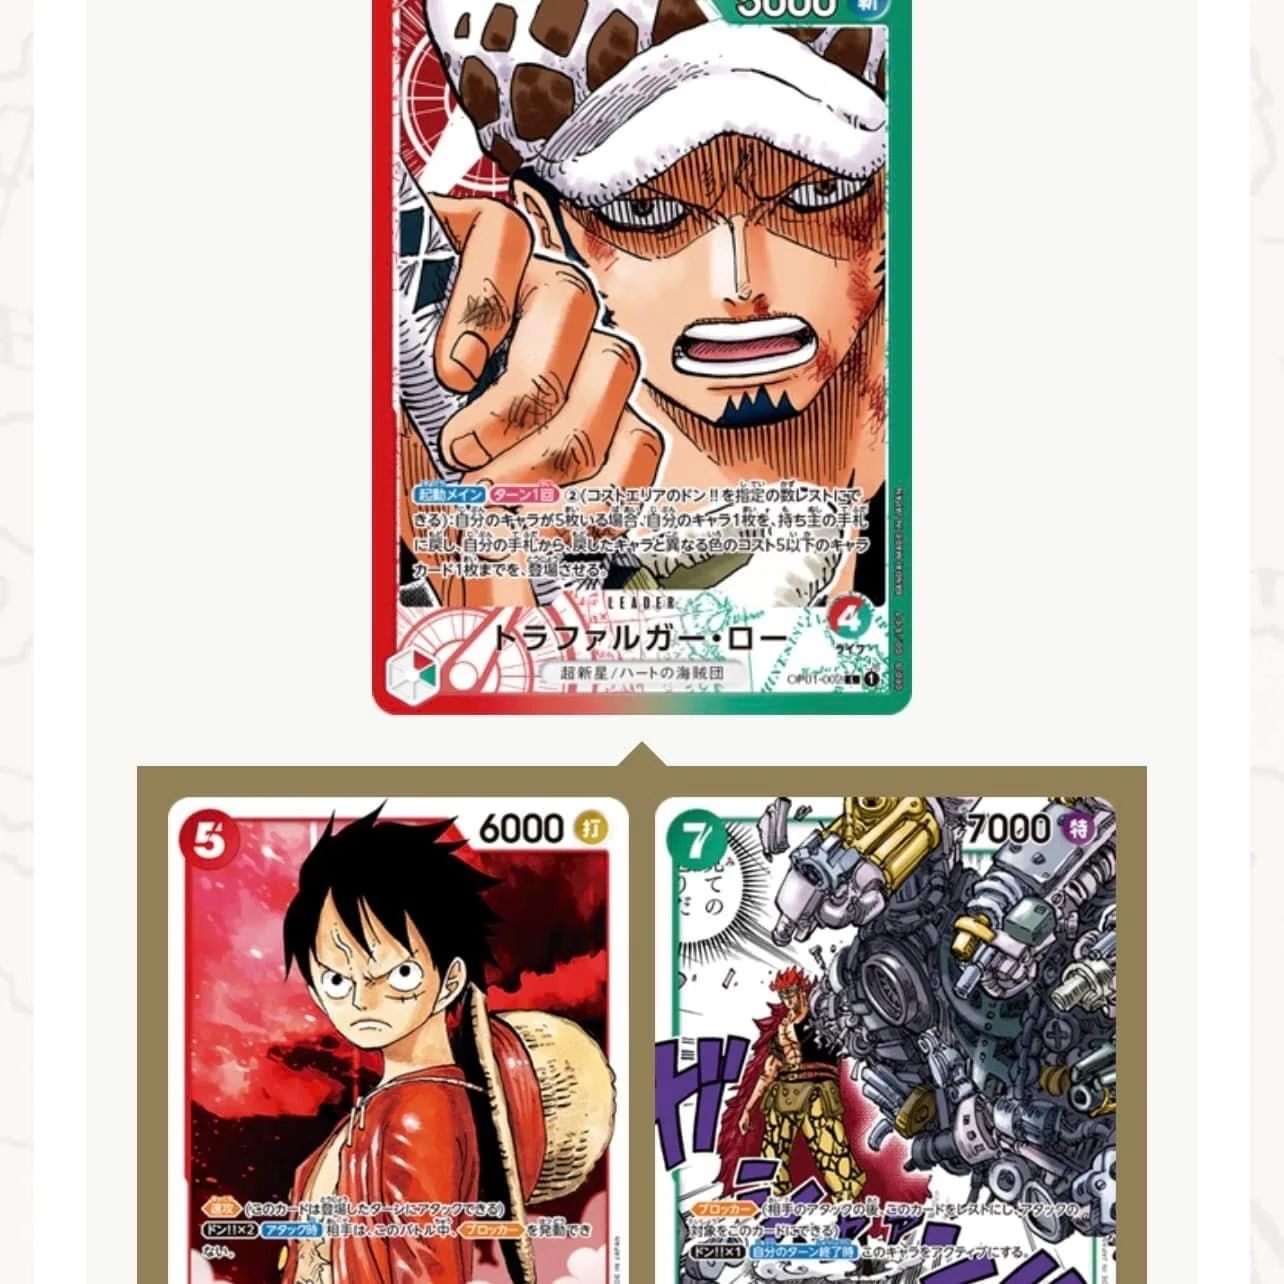 5000 斬
起動メイン ターン1回 ②(コストエリアのドン!!を指定の数レストにで
きる):自分のキャラが5枚いる場合、自分のキャラ1枚を、持ち主の手札
に戻し、自分の手札から、戻したキャラと異なる色のコスト5以下のキャラ
カード1枚までを、登場させる。
LEADER
トラファルガー・ロー
4
ライフ
超新星/ハートの海賊団
OP01-002 L 1
5
6000 打
速攻 (このカードは登場したターンにアタックできる)
ドン!!×2 アタック時 相手は、このバトル中、ブロッカーを発動でき
ない。
7
7000 特
ブロッカー (相手のアタックの後、このカードをレストにし、アタックの
対象をこのカードにできる)
ドン!!×1 自分のターン終了時 このキャラをアクティブにする。